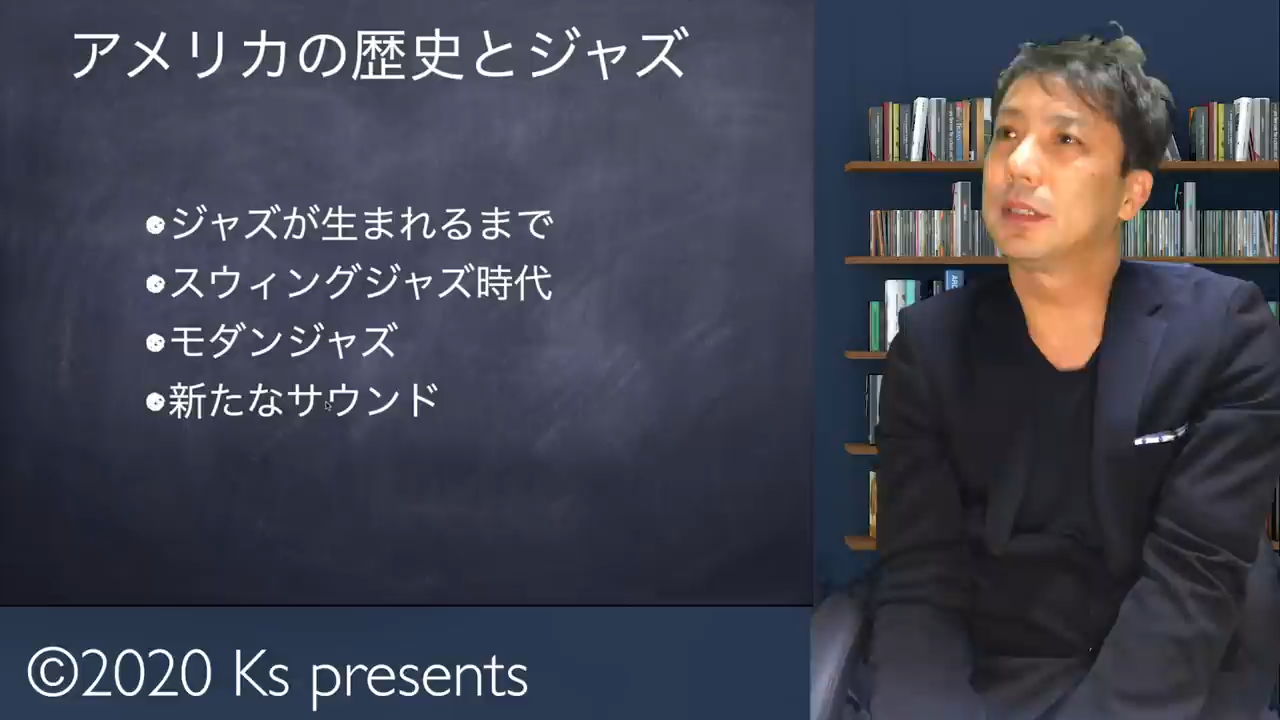 アメリカの歴史とジャズ
•ジャズが生まれるまで
•スウィングジャズ時代
•モダンジャズ
•新たなサウンド
©2020 Ks presents